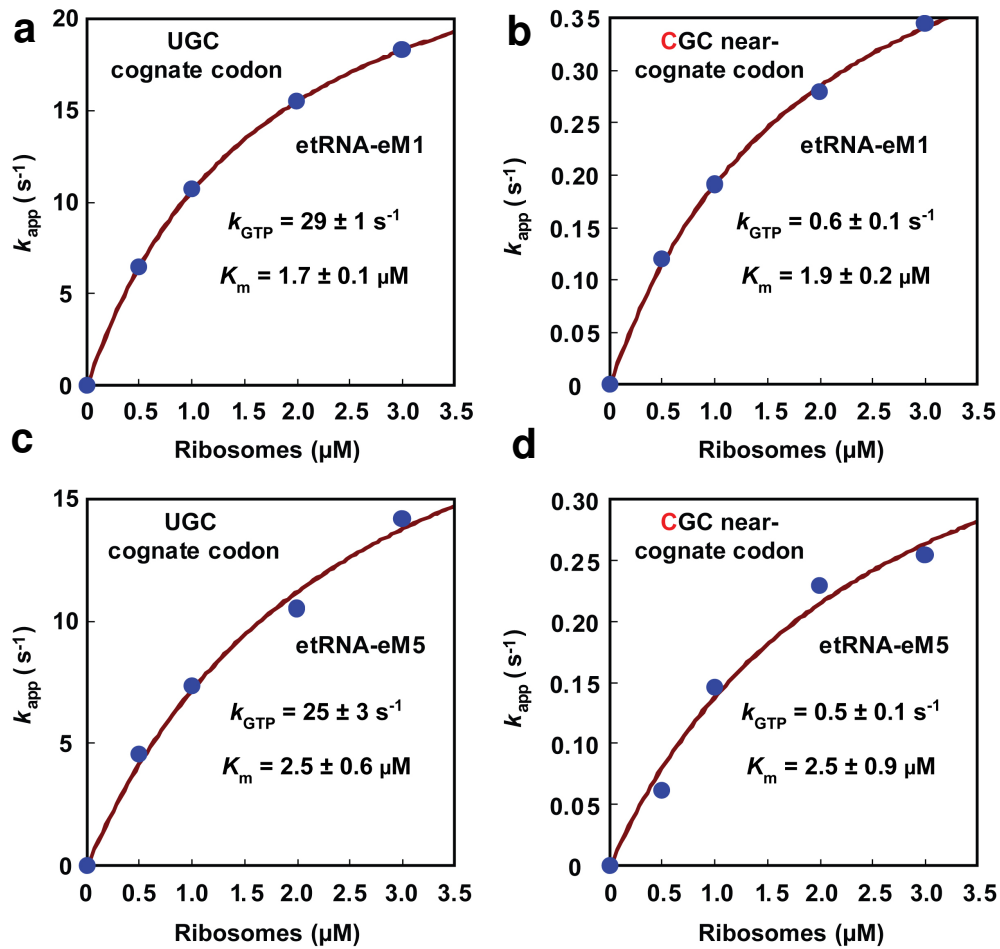 a
UGC
cognate codon
etRNA-eM1
kGTP = 29 ± 1 s-1
Km = 1.7 ± 0.1 µM
kapp ( s-1)
20
15
10
5
0
0 0.5 1.0 1.5 2.0 2.5 3.0 3.5
Ribosomes (µM)
b
CGC near-
cognate codon
etRNA-eM1
kGTP = 0.6 ± 0.1 s-1
Km = 1.9 ± 0.2 µM
kapp ( s-1)
0.35
0.30
0.25
0.20
0.15
0.10
0.05
0
0 0.5 1.0 1.5 2.0 2.5 3.0 3.5
Ribosomes (µM)
c
UGC
cognate codon
etRNA-eM5
kGTP = 25 ± 3 s-1
Km = 2.5 ± 0.6 µM
kapp ( s-1)
15
10
5
0
0 0.5 1.0 1.5 2.0 2.5 3.0 3.5
Ribosomes (µM)
d
CGC near-
cognate codon
etRNA-eM5
kGTP = 0.5 ± 0.1 s-1
Km = 2.5 ± 0.9 µM
kapp ( s-1)
0.30
0.25
0.20
0.15
0.10
0.05
0
0 0.5 1.0 1.5 2.0 2.5 3.0 3.5
Ribosomes (µM)